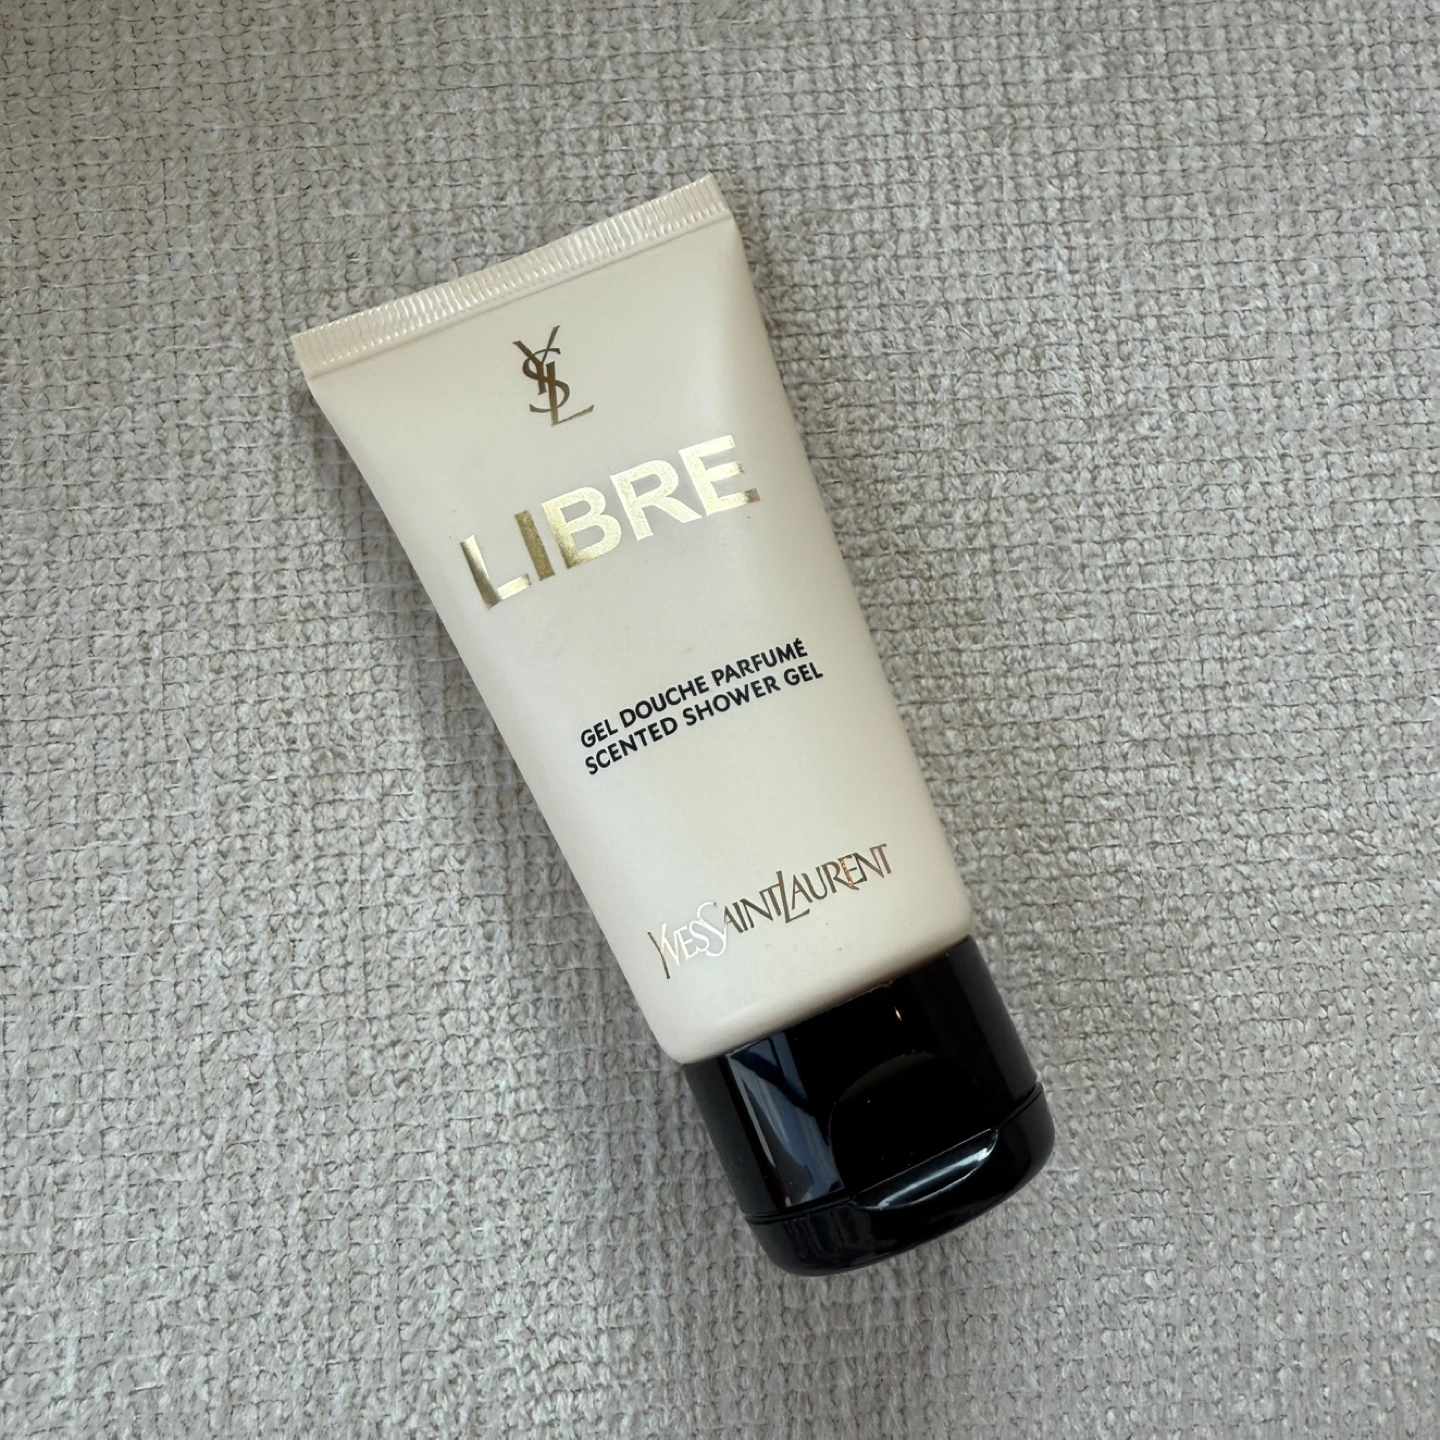 YSL
LIBRE
GEL DOUCHE PARFUMÉ
SCENTED SHOWER GEL
YVESSAINTLAURENT